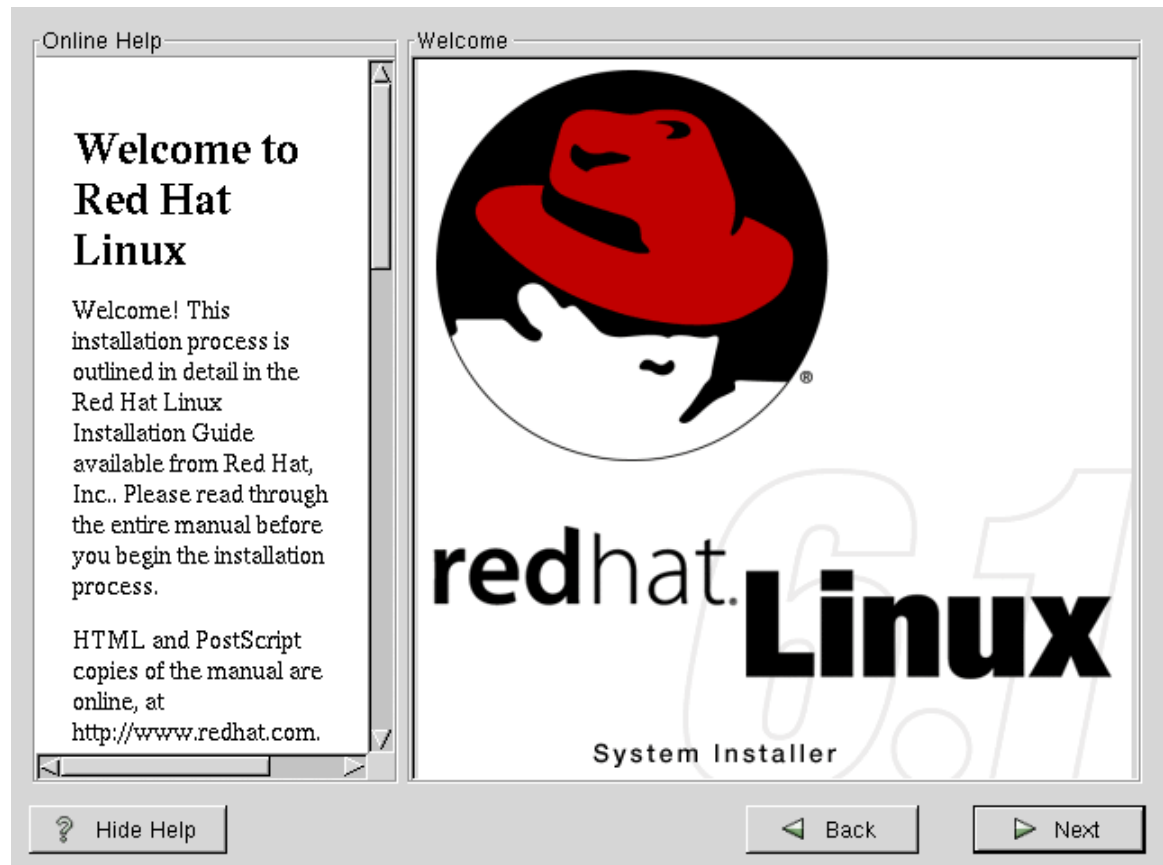 Online Help
Welcome to
Red Hat
Linux
Welcome! This
installation process is
outlined in detail in the
Red Hat Linux
Installation Guide
available from Red Hat,
Inc.. Please read through
the entire manual before
you begin the installation
process.
HTML and PostScript
copies of the manual are
online, at
http://www.redhat.com.
Welcome
®
6.1
redhat®
Linux
System Installer
? Hide Help
Back
Next